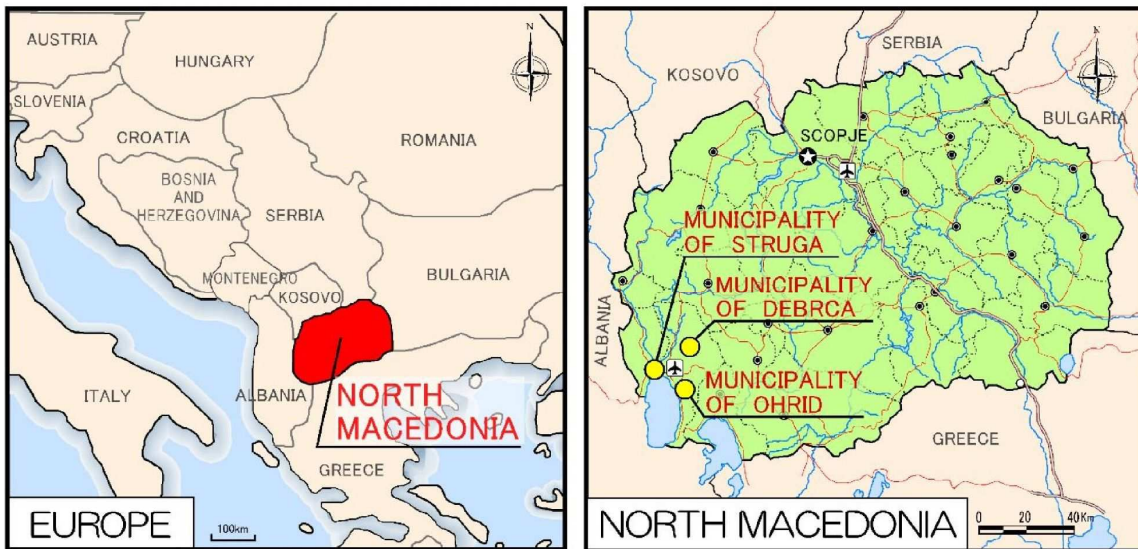 N
AUSTRIA
HUNGARY
SLOVENIA
CROATIA
ROMANIA
BOSNIA
AND
HERZEGOVINA
SERBIA
MONTENEGRO
KOSOVO
BULGARIA
ITALY
ALBANIA
NORTH
MACEDONIA
GREECE
EUROPE
100km
N
SERBIA
KOSOVO
BULGARIA
SCOPJE
MUNICIPALITY
OF STRUGA
MUNICIPALITY
OF DEBRCA
ALBANIA
MUNICIPALITY
OF OHRID
GREECE
NORTH MACEDONIA
0 20 40Km